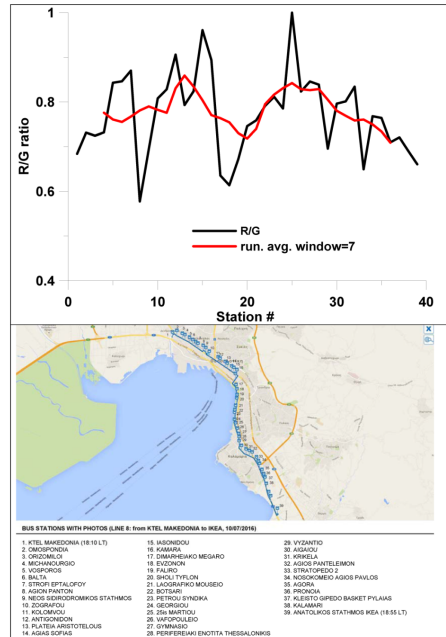 1
0.8
0.6
0.4
R/G ratio
R/G
run. avg. window=7
0 10 20 30 40
Station #
BUS STATIONS WITH PHOTOS (LINE 8: from KTEL MAKEDONIA to IKEA, 10/07/2016)
1. KTEL MAKEDONIA (18:10 LT)
2. OMOSPONDIA
3. ORIZOMILOI
4. MICHANOURGIO
5. VOSPOROS
6. BALTA
7. STROFI EPTALOFOY
8. AGION PANTON
9. NEOS SIDIRODROMIKOS STATHMOS
10. ZOGRAFOU
11. KOLOMVOU
12. ANTIGONIDON
13. PLATEIA ARISTOTELOUS
14. AGIAS SOFIAS
15. IASONIDOU
16. KAMARA
17. DIMARHEIAKO MEGARO
18. EVZONON
19. FALIRO
20. SHOLI TYFLON
21. LAOGRAFIKO MOUSEIO
22. BOTSARI
23. PETROU SYNDIKA
24. GEORGIOU
25. 25is MARTIOU
26. VAFOPOULEIO
27. GYMNASIO
28. PERIFEREIAKI ENOTITA THESSALONIKIS
29. VYZANTIO
30. AIGAIOU
31. KRIKELA
32. AGIOS PANTELEIMON
33. STRATOPEDO 2
34. NOSOKOMEIO AGIOS PAVLOS
35. AGORA
36. PRONOIA
37. KLEISTO GIPEDO BASKET PYLAIAS
38. KALAMARI
39. ANATOLIKOS STATHMOS IKEA (18:55 LT)